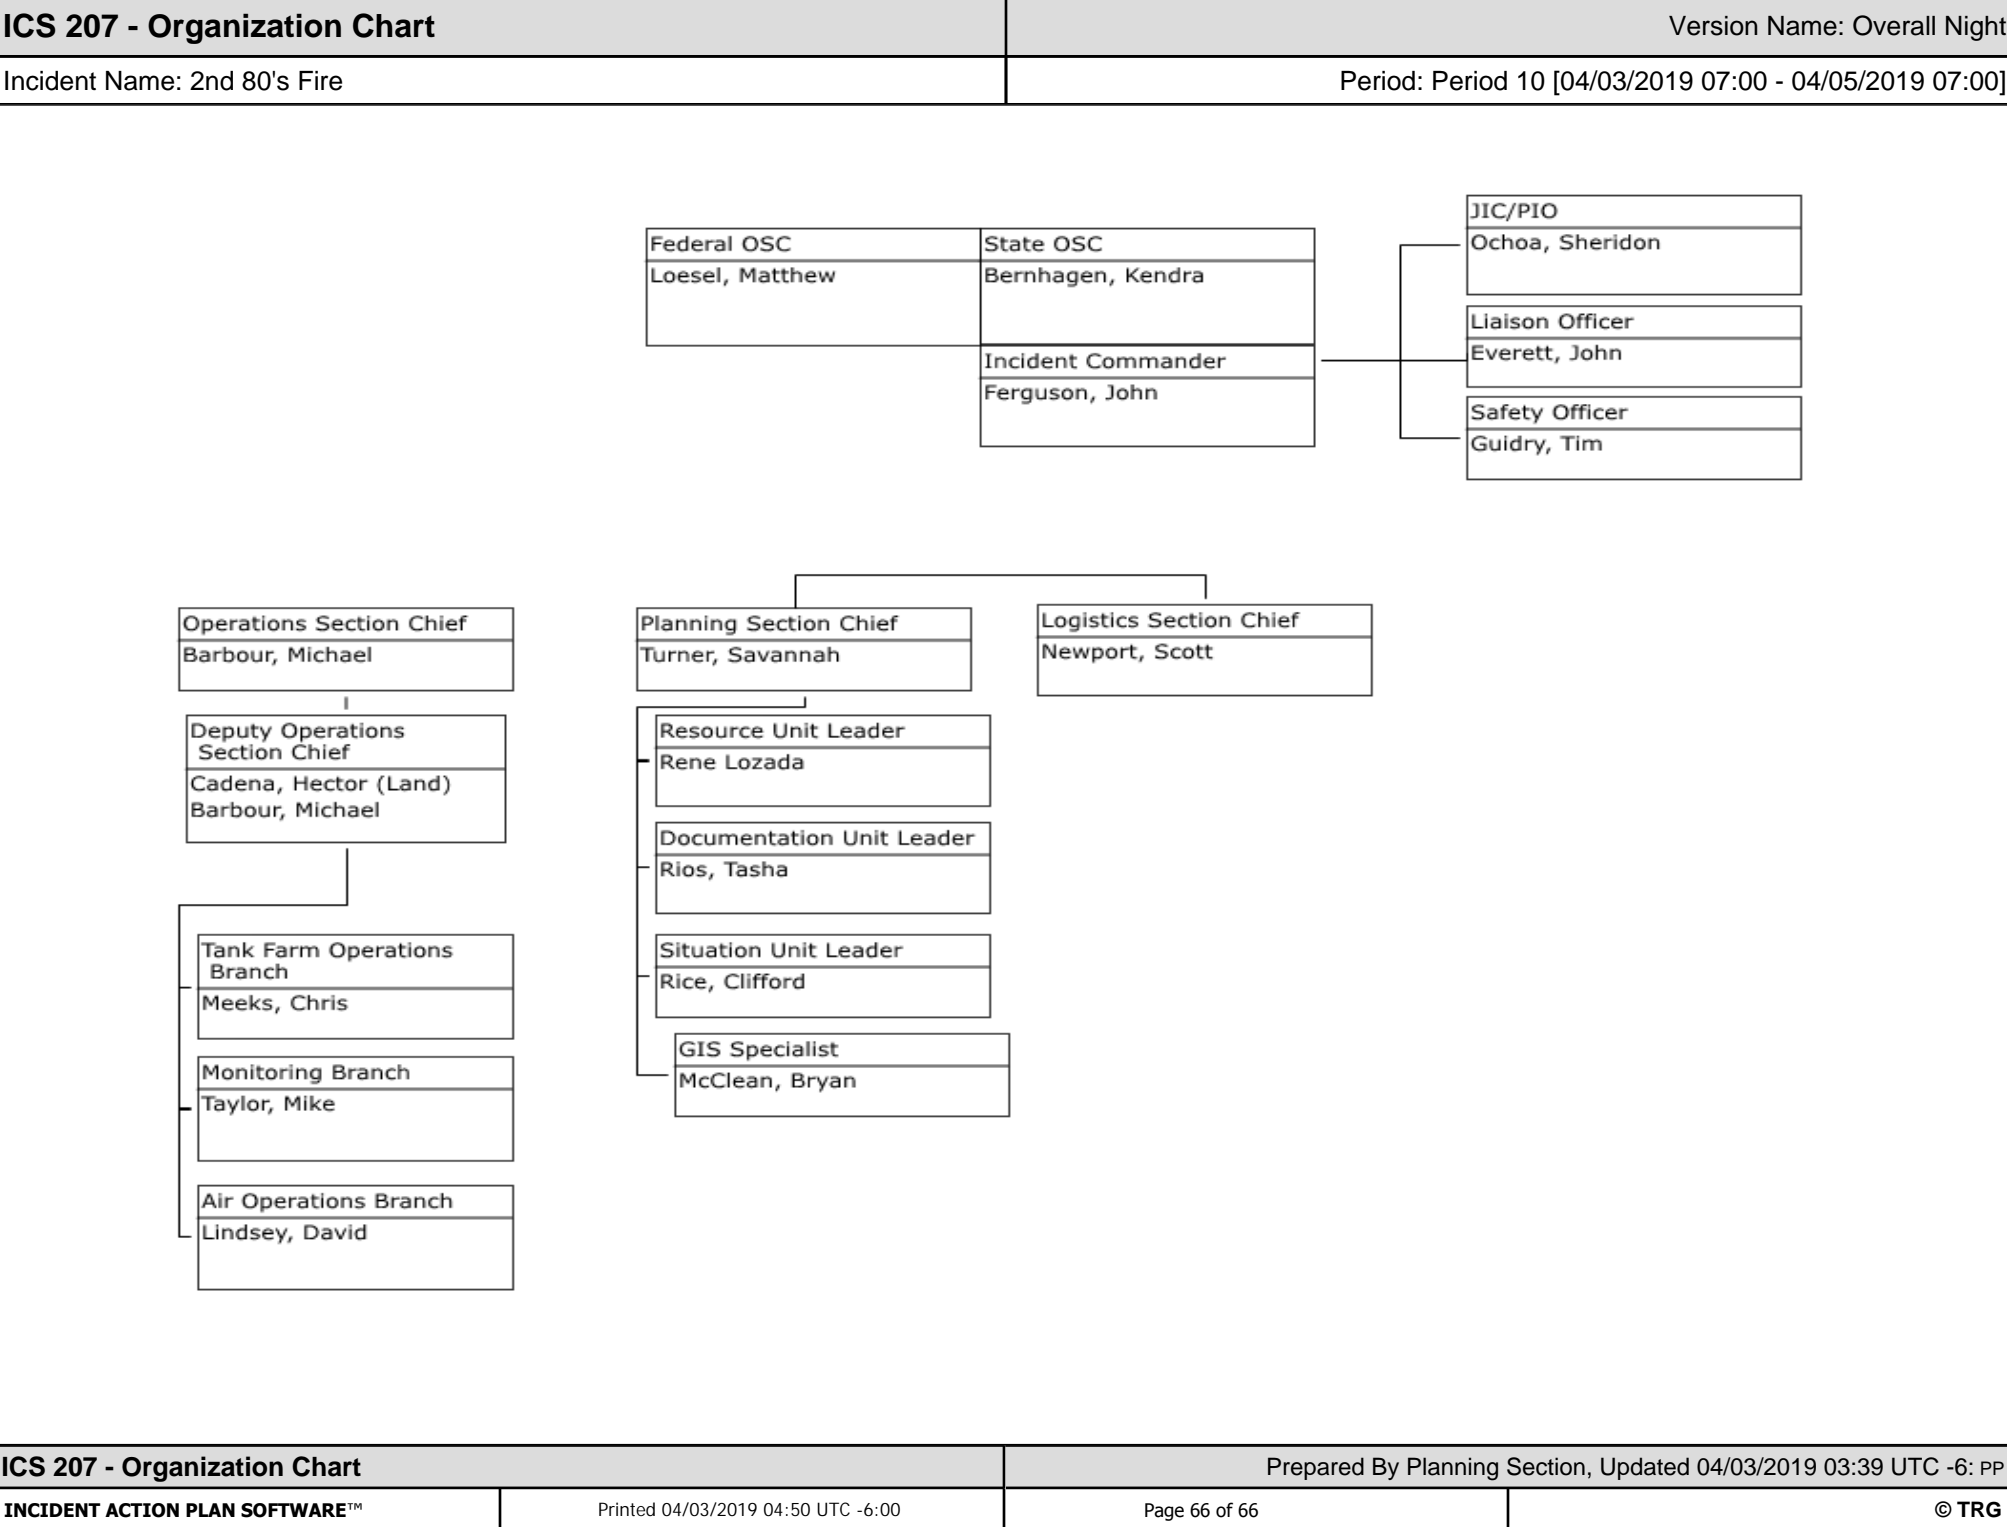 ICS 207 - Organization Chart
Version Name: Overall Night
Incident Name: 2nd 80's Fire
Period: Period 10 [04/03/2019 07:00 - 04/05/2019 07:00]
Federal OSC
Loesel, Matthew
State OSC
Bernhagen, Kendra
Incident Commander
Ferguson, John
JIC/PIO
Ochoa, Sheridon
Liaison Officer
Everett, John
Safety Officer
Guidry, Tim
Operations Section Chief
Barbour, Michael
Deputy Operations
Section Chief
Cadena, Hector (Land)
Barbour, Michael
Tank Farm Operations
Branch
Meeks, Chris
Monitoring Branch
Taylor, Mike
Air Operations Branch
Lindsey, David
Planning Section Chief
Turner, Savannah
Resource Unit Leader
Rene Lozada
Documentation Unit Leader
Rios, Tasha
Situation Unit Leader
Rice, Clifford
GIS Specialist
McClean, Bryan
Logistics Section Chief
Newport, Scott
ICS 207 - Organization Chart
Prepared By Planning Section, Updated 04/03/2019 03:39 UTC -6: PP
INCIDENT ACTION PLAN SOFTWARE™
Printed 04/03/2019 04:50 UTC -6:00
Page 66 of 66
© TRG